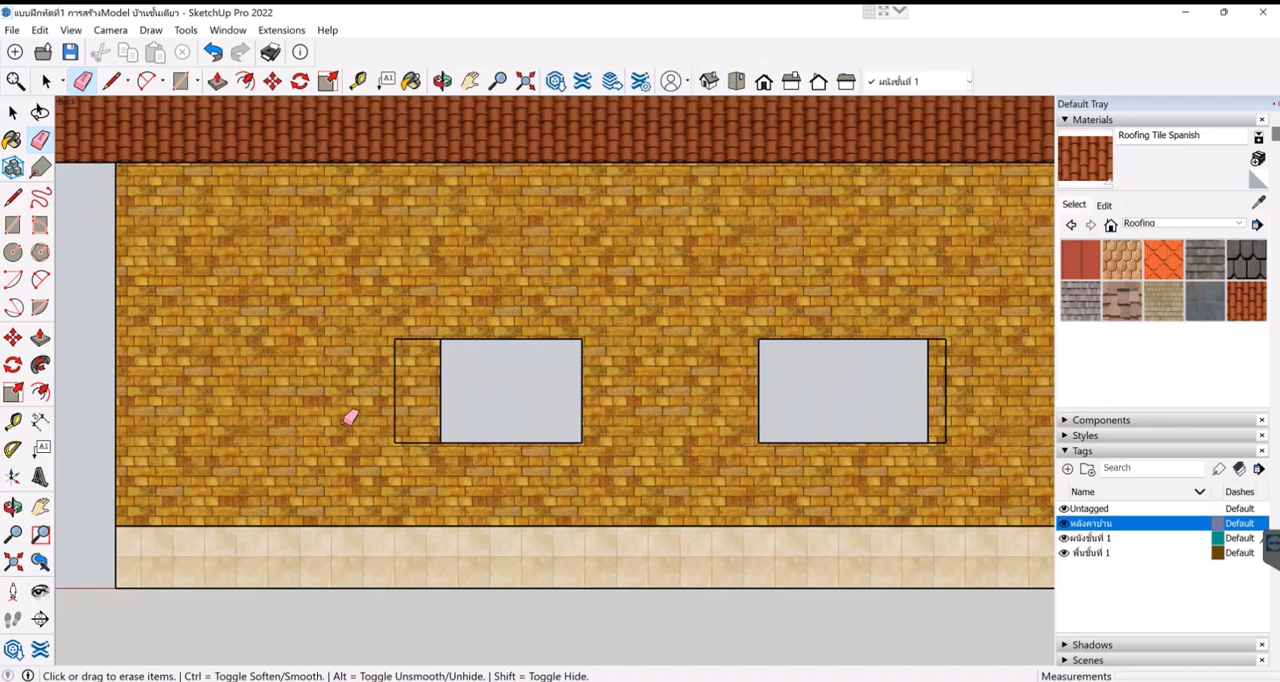 แบบฝึกหัดที่1 การสร้างModel บ้านชั้นเดียว - SketchUp Pro 2022
File Edit View Camera Draw Tools Window Extensions Help
✓ ผนังชั้นที่ 1
Back
Default Tray
Materials
Roofing Tile Spanish
Select Edit
Roofing
Components
Styles
Tags
Search
Name Dashes
Untagged Default
หลังคาบ้าน Default
ผนังชั้นที่ 1 Default
พื้นชั้นที่ 1 Default
Shadows
Scenes
Click or drag to erase items. | Ctrl = Toggle Soften/Smooth. | Alt = Toggle Unsmooth/Unhide. | Shift = Toggle Hide. Measurements